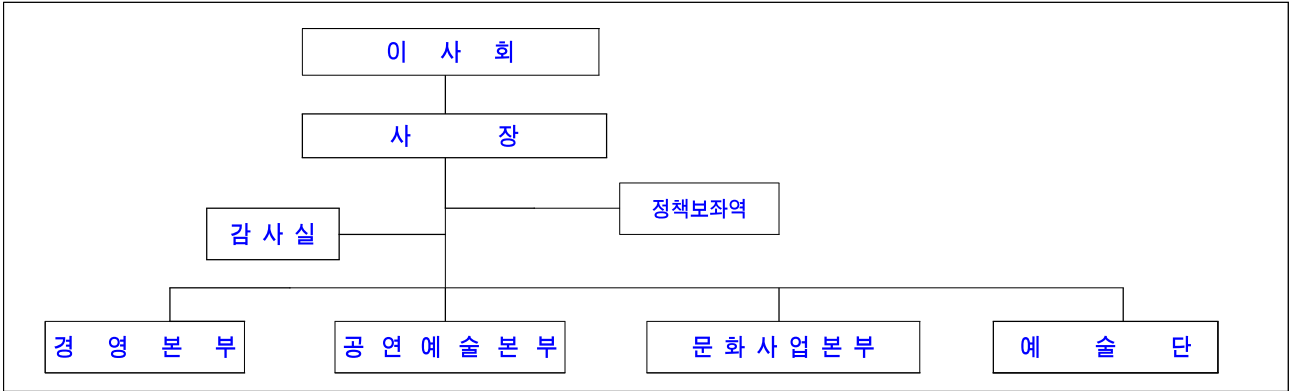 이 사 회
사 장
정책보좌역
감 사 실
경 영 본 부
공 연 예 술 본 부
문 화 사 업 본 부
예 술 단